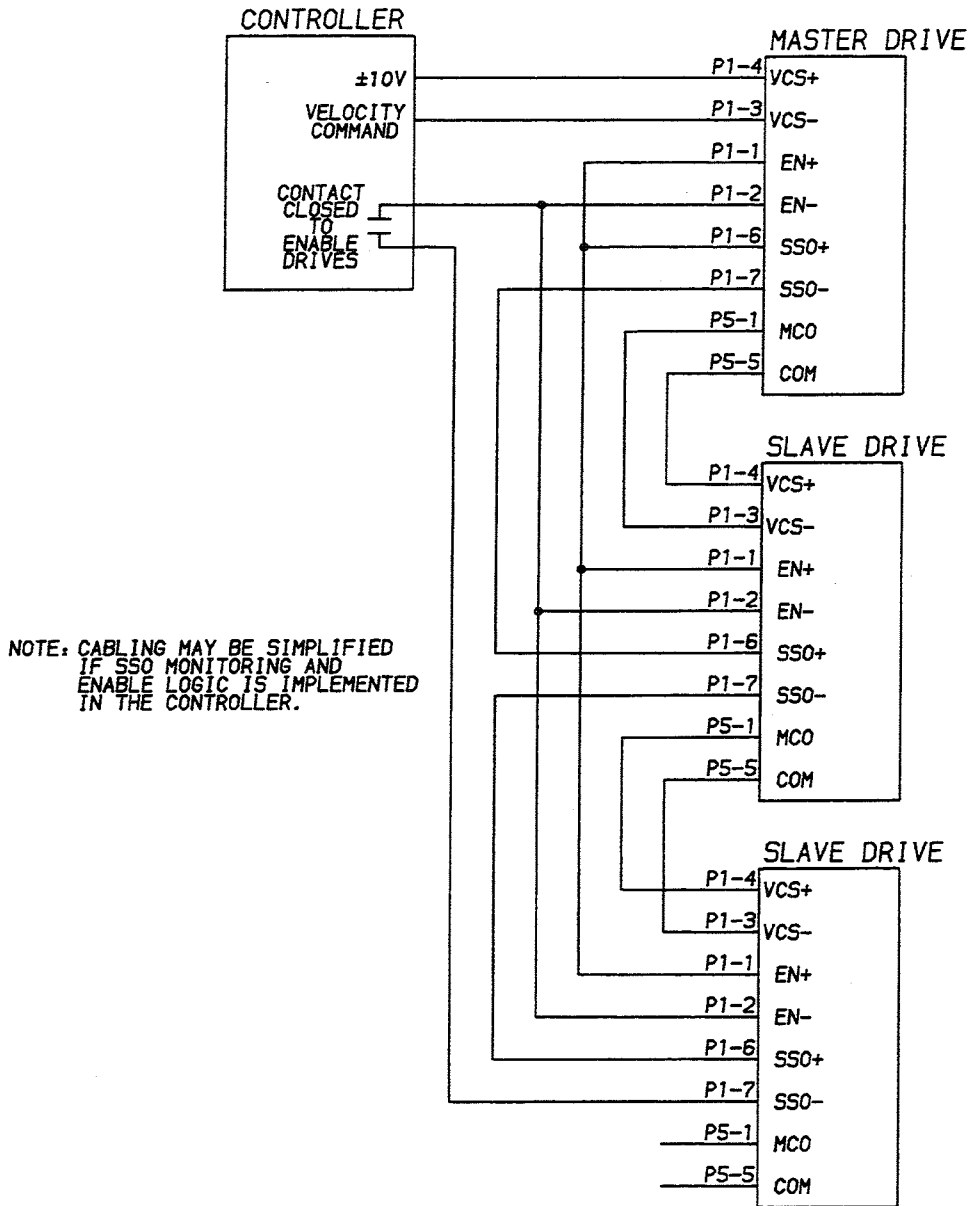 CONTROLLER
±10V
VELOCITY
COMMAND
CONTACT
CLOSED
TO
ENABLE
DRIVES
MASTER DRIVE
P1-4 VCS+
P1-3 VCS-
P1-1 EN+
P1-2 EN-
P1-6 SSO+
P1-7 SSO-
P5-1 MCO
P5-5 COM
SLAVE DRIVE
P1-4 VCS+
P1-3 VCS-
P1-1 EN+
P1-2 EN-
P1-6 SSO+
P1-7 SSO-
P5-1 MCO
P5-5 COM
NOTE: CABLING MAY BE SIMPLIFIED
IF SSO MONITORING AND
ENABLE LOGIC IS IMPLEMENTED
IN THE CONTROLLER.
SLAVE DRIVE
P1-4 VCS+
P1-3 VCS-
P1-1 EN+
P1-2 EN-
P1-6 SSO+
P1-7 SSO-
P5-1 MCO
P5-5 COM